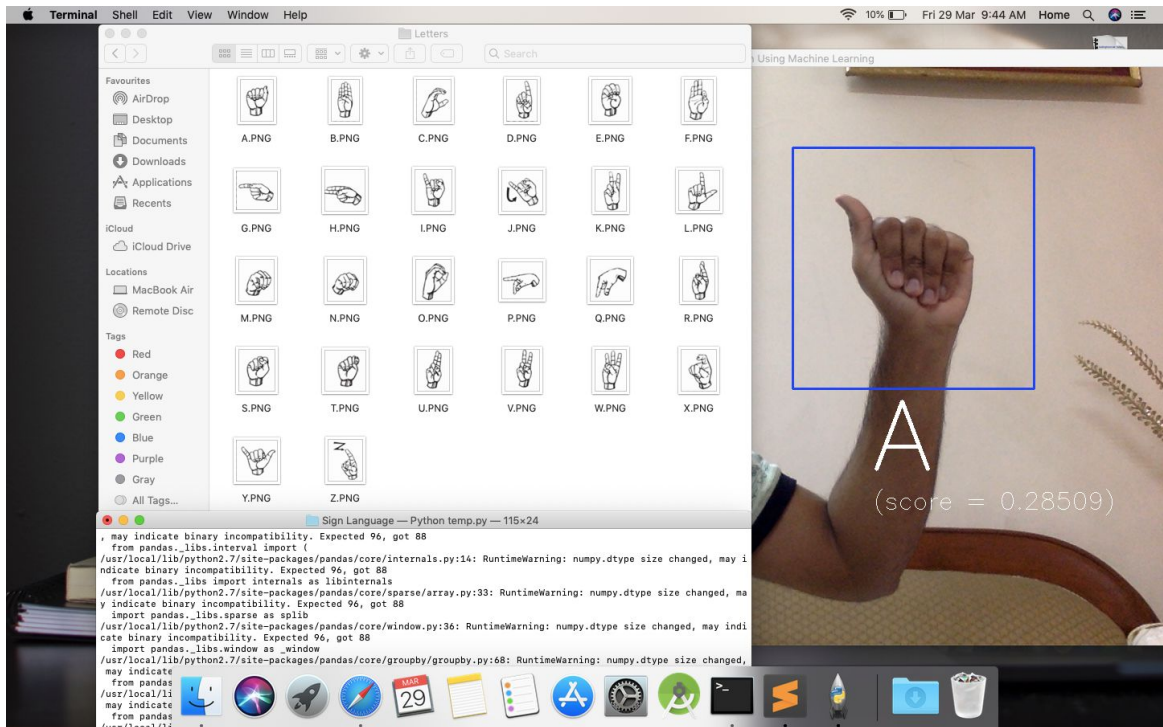 Terminal Shell Edit View Window Help
10% Fri 29 Mar 9:44 AM Home
Letters
Search
Favourites
AirDrop
Desktop
Documents
Downloads
Applications
Recents
iCloud
iCloud Drive
Locations
MacBook Air
Remote Disc
Tags
Red
Orange
Yellow
Green
Blue
Purple
Gray
All Tags...
A.PNG B.PNG C.PNG D.PNG E.PNG F.PNG
G.PNG H.PNG I.PNG J.PNG K.PNG L.PNG
M.PNG N.PNG O.PNG P.PNG Q.PNG R.PNG
S.PNG T.PNG U.PNG V.PNG W.PNG X.PNG
Z
Y.PNG Z.PNG
Using Machine Learning
A
(score = 0.28509)
Sign Language — Python temp.py — 115×24
, may indicate binary incompatibility. Expected 96, got 88
from pandas._libs.interval import (
/usr/local/lib/python2.7/site-packages/pandas/core/internals.py:14: RuntimeWarning: numpy.dtype size changed, may i
ndicate binary incompatibility. Expected 96, got 88
from pandas._libs import internals as libinternals
/usr/local/lib/python2.7/site-packages/pandas/core/sparse/array.py:33: RuntimeWarning: numpy.dtype size changed, ma
y indicate binary incompatibility. Expected 96, got 88
import pandas._libs.sparse as splib
/usr/local/lib/python2.7/site-packages/pandas/core/window.py:36: RuntimeWarning: numpy.dtype size changed, may indi
cate binary incompatibility. Expected 96, got 88
import pandas._libs.window as _window
/usr/local/lib/python2.7/site-packages/pandas/core/groupby/groupby.py:68: RuntimeWarning: numpy.dtype size changed,
may indicate
from pandas
/usr/local/li
may indicate
from pandas
MAR
29